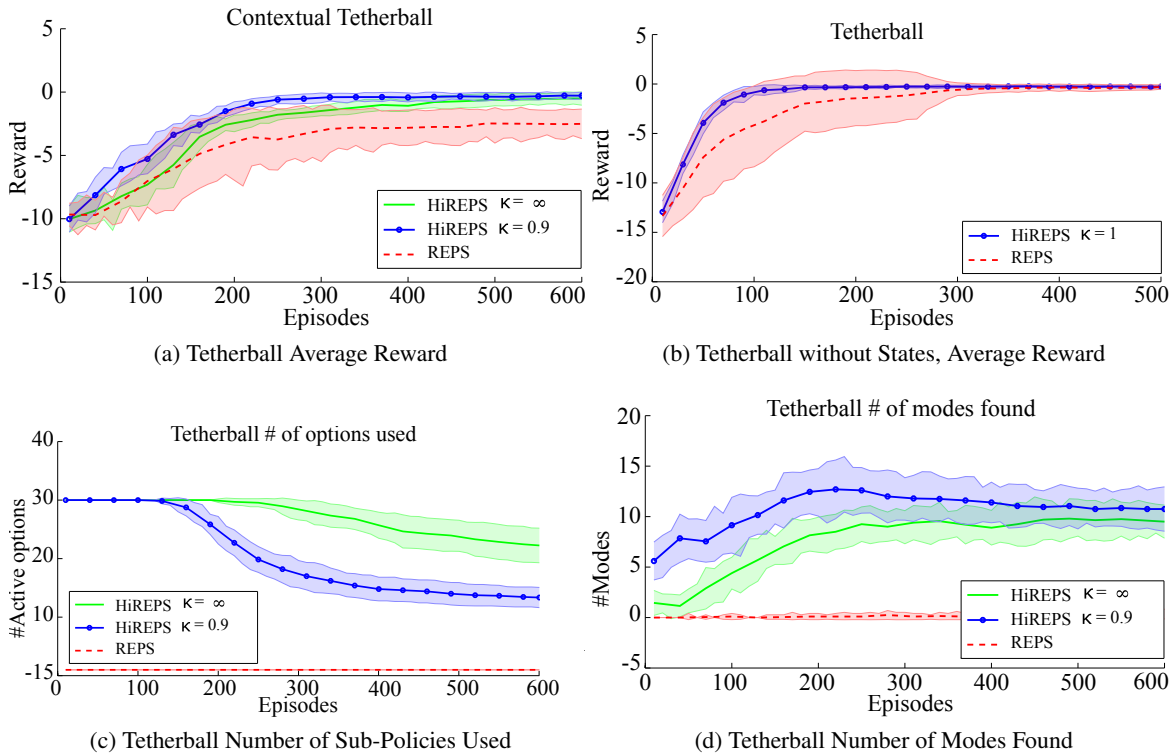 Contextual Tetherball
5
0
-5
-10
-15
Reward
0
100
200
300
400
500
600
Episodes
HiREPS κ = ∞
HiREPS κ = 0.9
REPS
(a) Tetherball Average Reward
Tetherball
5
0
-5
-10
-15
-20
Reward
0
100
200
300
400
500
Episodes
HiREPS κ = 1
REPS
(b) Tetherball without States, Average Reward
Tetherball # of options used
40
30
20
10
-15
#Active options
0
100
200
300
400
500
600
Episodes
HiREPS κ = ∞
HiREPS κ = 0.9
REPS
(c) Tetherball Number of Sub-Policies Used
Tetherball # of modes found
20
15
10
5
0
-5
#Modes
0
100
200
300
400
500
600
Episodes
HiREPS κ = ∞
HiREPS κ = 0.9
REPS
(d) Tetherball Number of Modes Found